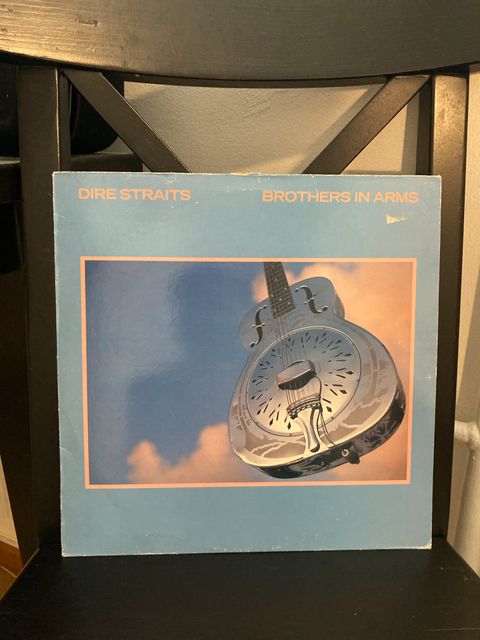 DIRE STRAITS BROTHERS IN ARMS